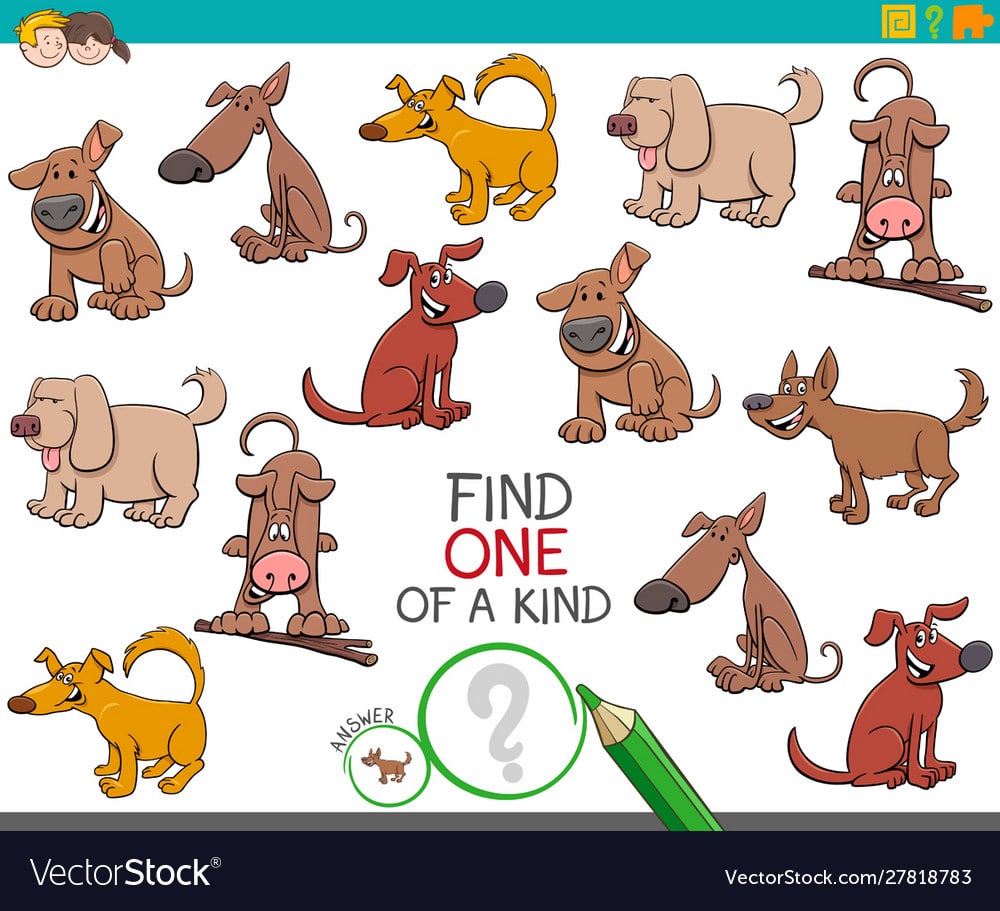 FIND
ONE
OF A KIND
?
ANSWER
VectorStock®
VectorStock.com/27818783